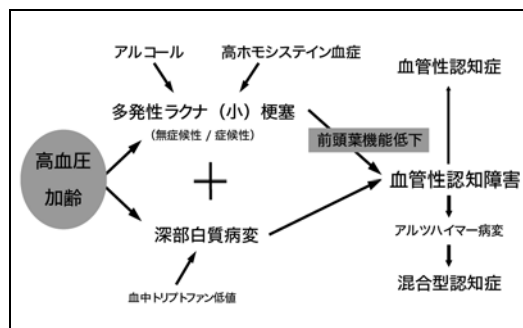 アルコール
高ホモシステイン血症
血管性認知症
多発性ラクナ（小）梗塞
(無症候性 / 症候性)
前頭葉機能低下
高血圧
加齢
血管性認知障害
深部白質病変
アルツハイマー病変
血中トリプトファン低値
混合型認知症